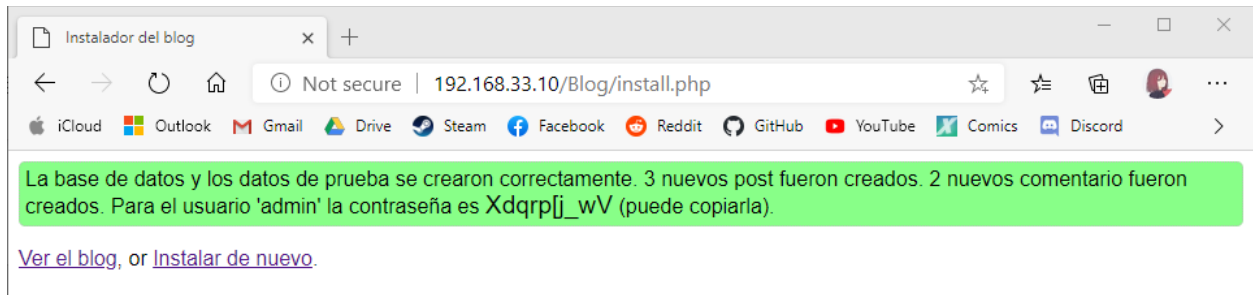 Instalador del blog
Not secure | 192.168.33.10/Blog/install.php
iCloud Outlook Gmail Drive Steam Facebook Reddit GitHub YouTube Comics Discord
La base de datos y los datos de prueba se crearon correctamente. 3 nuevos post fueron creados. 2 nuevos comentario fueron
creados. Para el usuario 'admin' la contraseña es Xdqrp[j_wV (puede copiarla).
Ver el blog, or Instalar de nuevo.